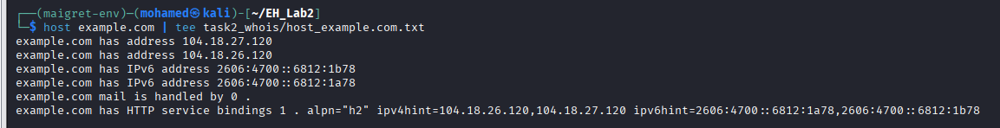 ┌──(maigret-env)─(mohamed㉿kali)-[~/EH_Lab2]
└─$ host example.com | tee task2_whois/host_example.com.txt
example.com has address 104.18.27.120
example.com has address 104.18.26.120
example.com has IPv6 address 2606:4700::6812:1b78
example.com has IPv6 address 2606:4700::6812:1a78
example.com mail is handled by 0 .
example.com has HTTP service bindings 1 . alpn="h2" ipv4hint=104.18.26.120,104.18.27.120 ipv6hint=2606:4700::6812:1a78,2606:4700::6812:1b78